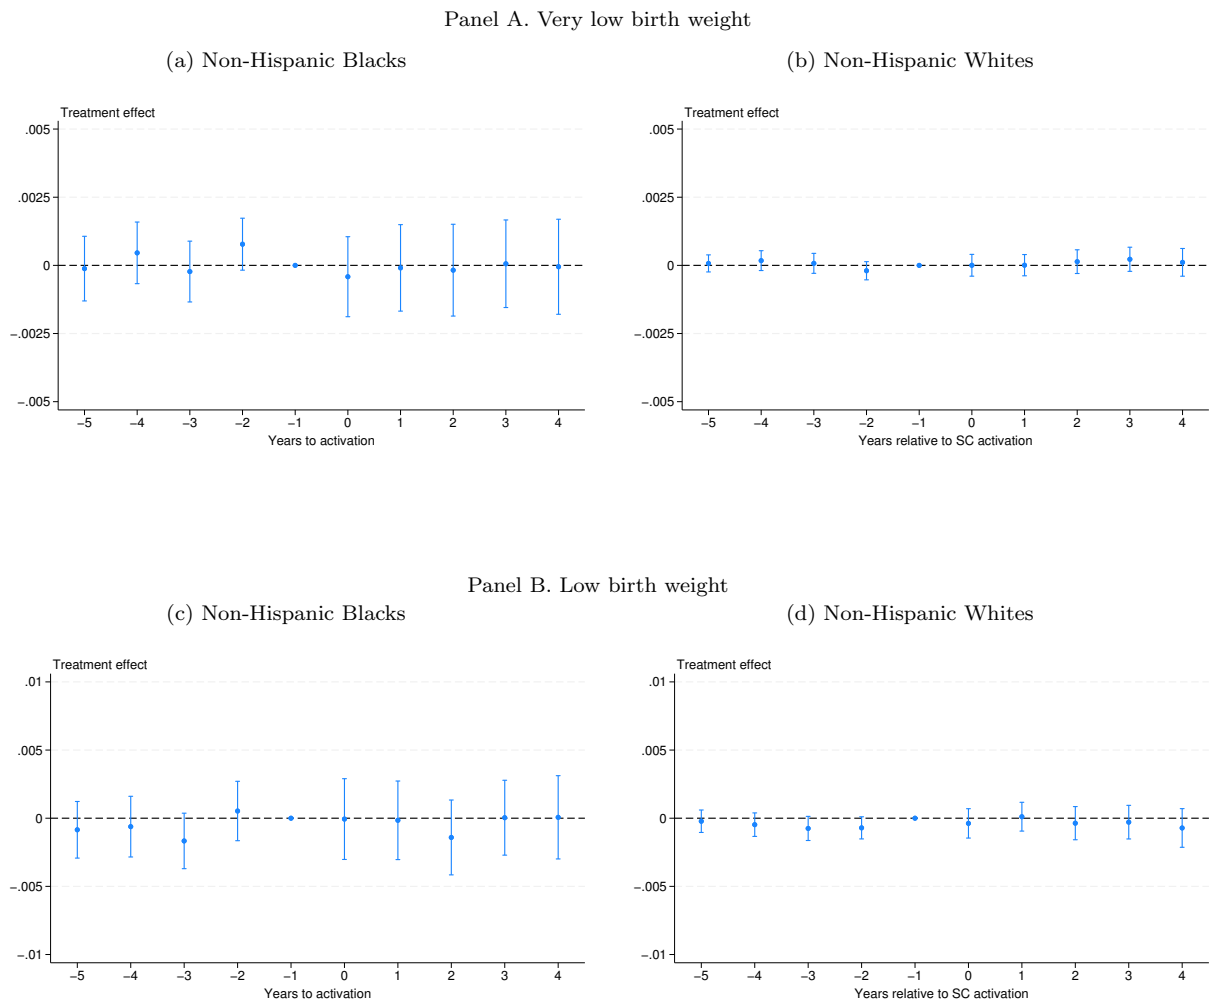 Panel A. Very low birth weight
(a) Non-Hispanic Blacks
Treatment effect
.005
.0025
0
−.0025
−.005
−5 −4 −3 −2 −1 0 1 2 3 4
Years to activation
(b) Non-Hispanic Whites
Treatment effect
.005
.0025
0
−.0025
−.005
−5 −4 −3 −2 −1 0 1 2 3 4
Years relative to SC activation
Panel B. Low birth weight
(c) Non-Hispanic Blacks
Treatment effect
.01
.005
0
−.005
−.01
−5 −4 −3 −2 −1 0 1 2 3 4
Years to activation
(d) Non-Hispanic Whites
Treatment effect
.01
.005
0
−.005
−.01
−5 −4 −3 −2 −1 0 1 2 3 4
Years relative to SC activation